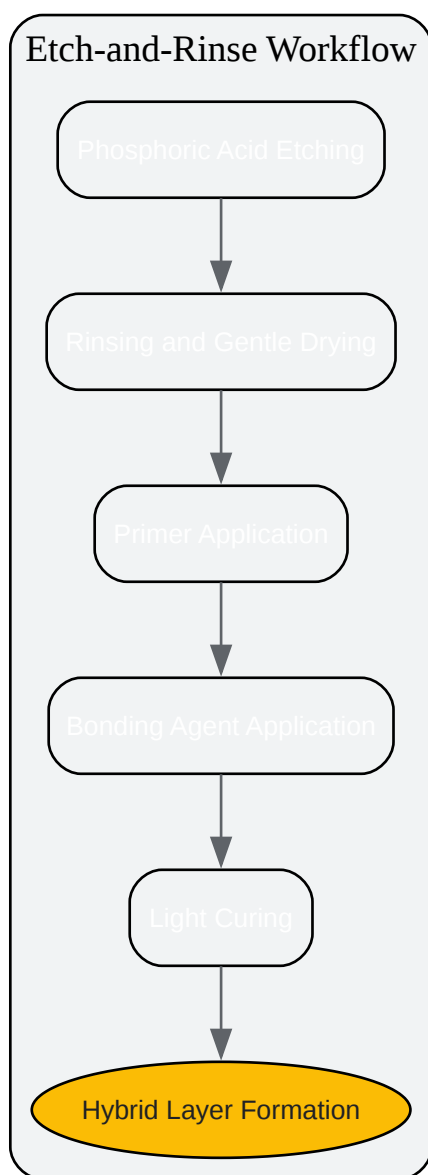 Etch-and-Rinse Workflow
Phosphoric Acid Etching
Rinsing and Gentle Drying
Primer Application
Bonding Agent Application
Light Curing
Hybrid Layer Formation